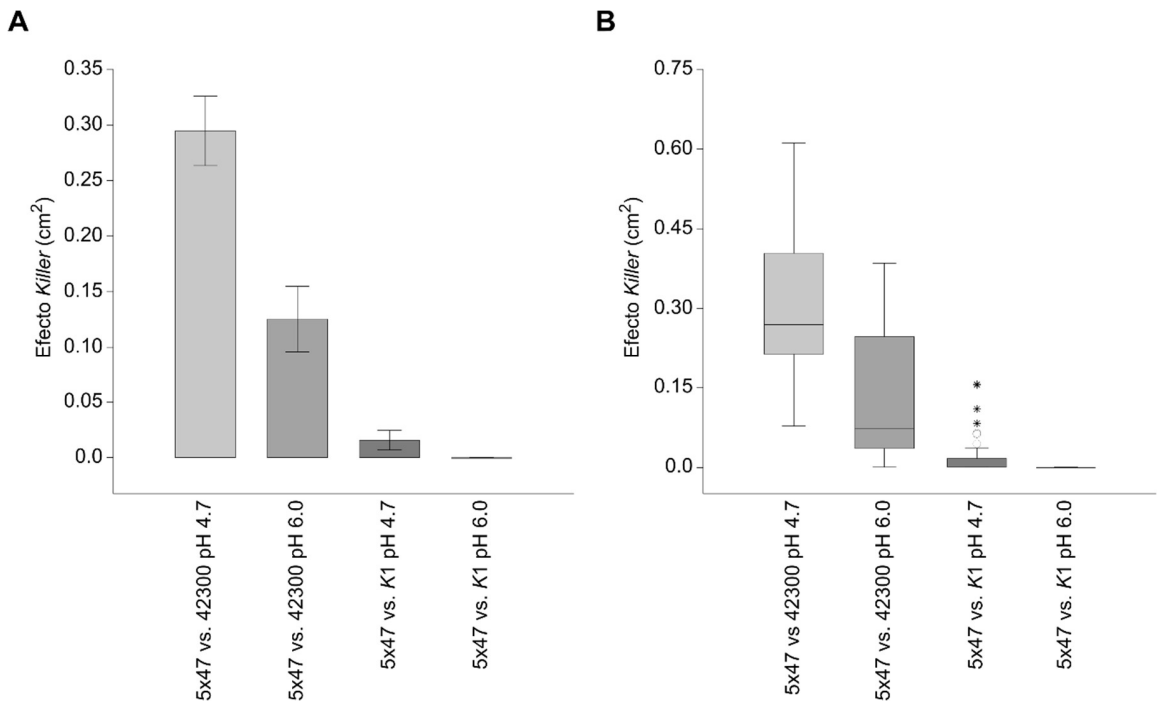 A
Efecto Killer (cm²)
0.35
0.30
0.25
0.20
0.15
0.10
0.05
0.0
5x47 vs. 42300 pH 4.7
5x47 vs. 42300 pH 6.0
5x47 vs. K1 pH 4.7
5x47 vs. K1 pH 6.0
B
Efecto Killer (cm²)
0.75
0.60
0.45
0.30
0.15
0.0
5x47 vs 42300 pH 4.7
5x47 vs. 42300 pH 6.0
5x47 vs. K1 pH 4.7
5x47 vs. K1 pH 6.0